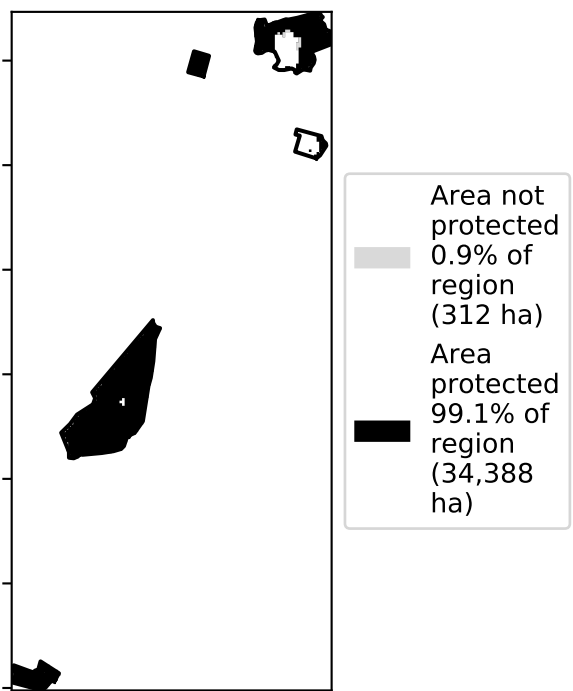 Area not
protected
0.9% of
region
(312 ha)
Area
protected
99.1% of
region
(34,388
ha)